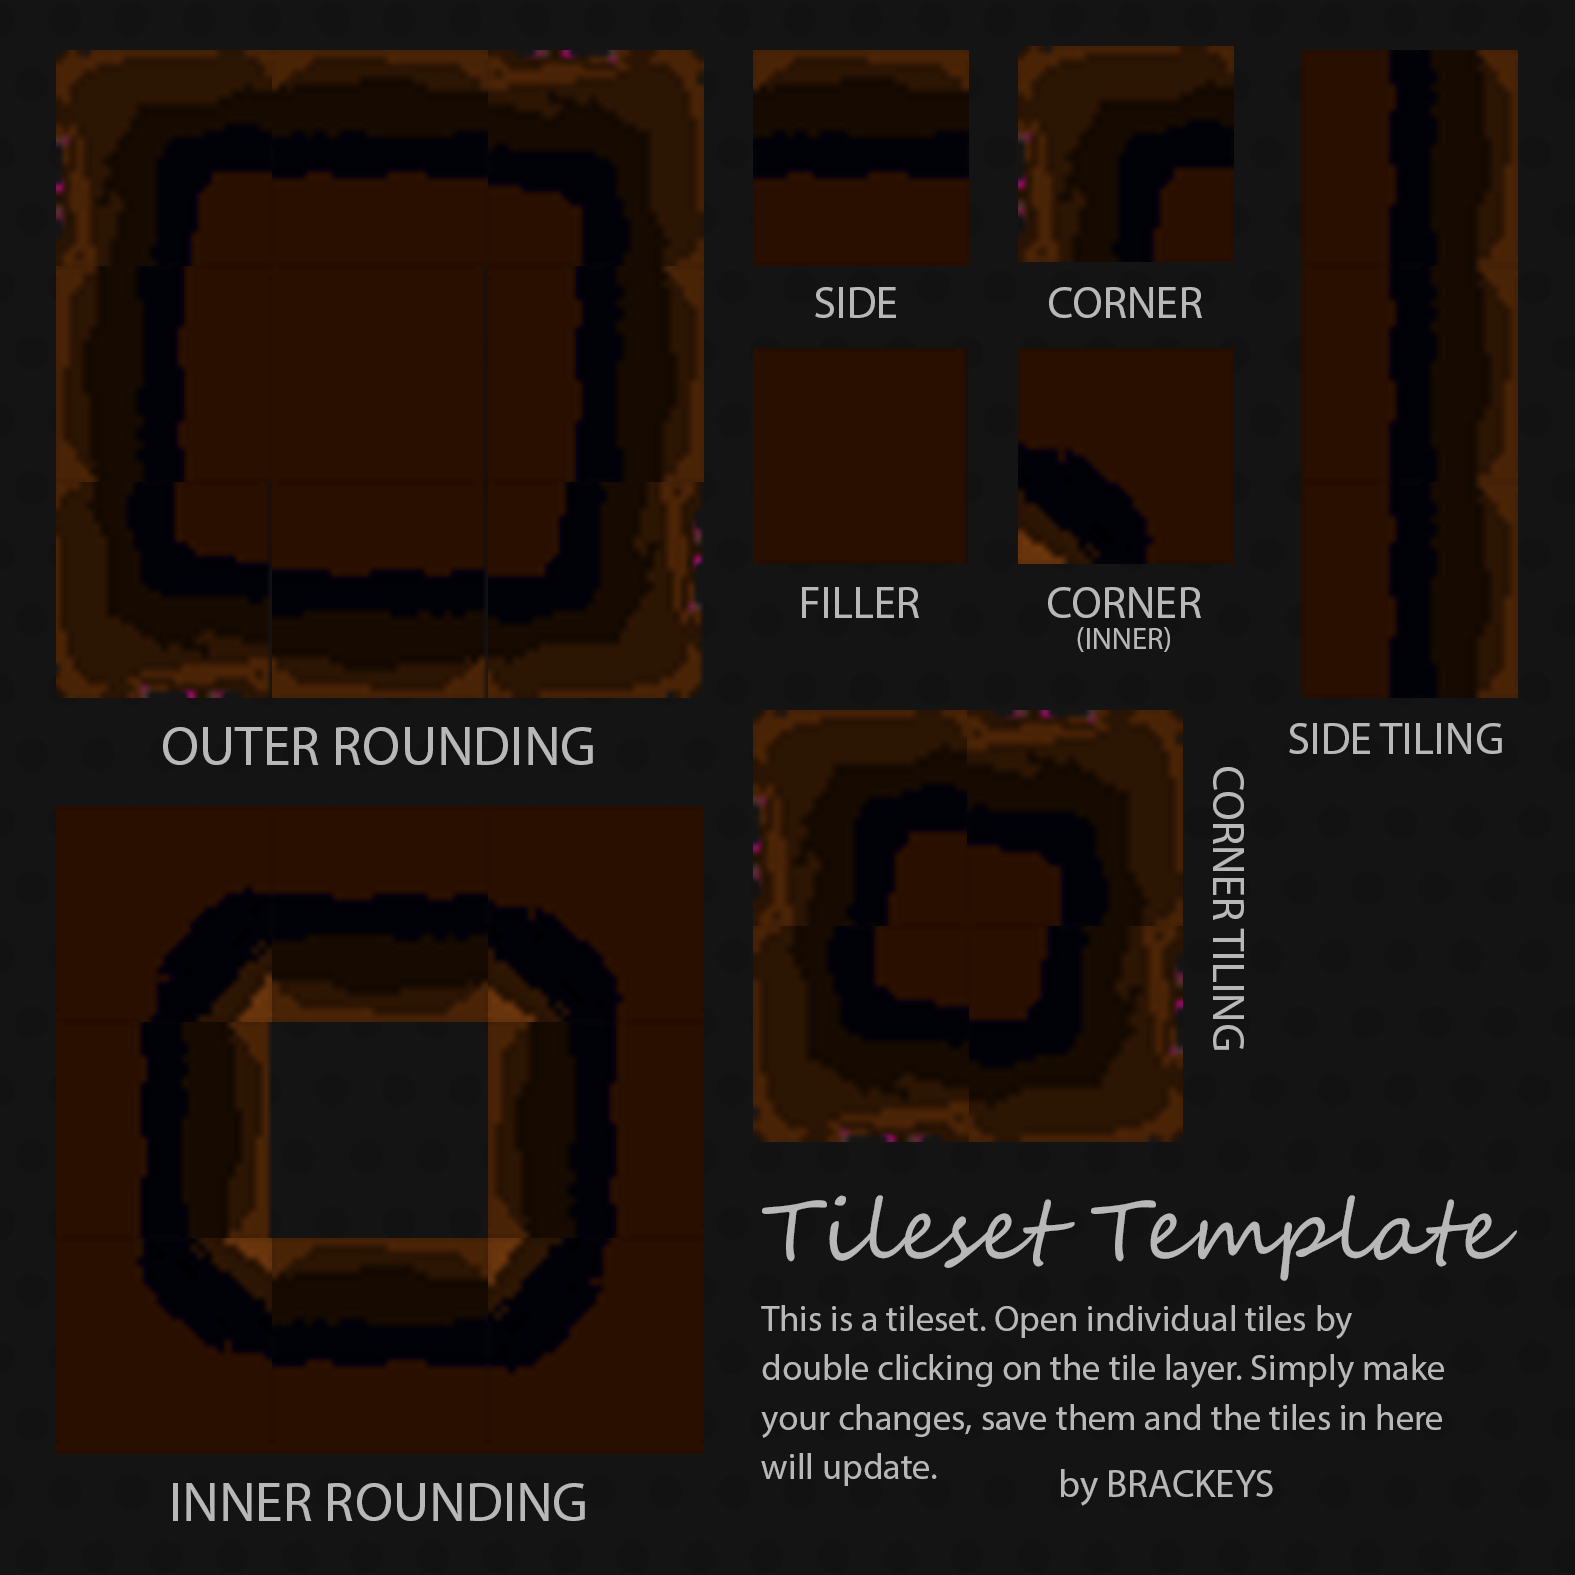 SIDE
CORNER
FILLER
CORNER
(INNER)
OUTER ROUNDING
SIDE TILING
CORNER TILING
INNER ROUNDING
Tileset Template
This is a tileset. Open individual tiles by
double clicking on the tile layer. Simply make
your changes, save them and the tiles in here
will update.
by BRACKEYS